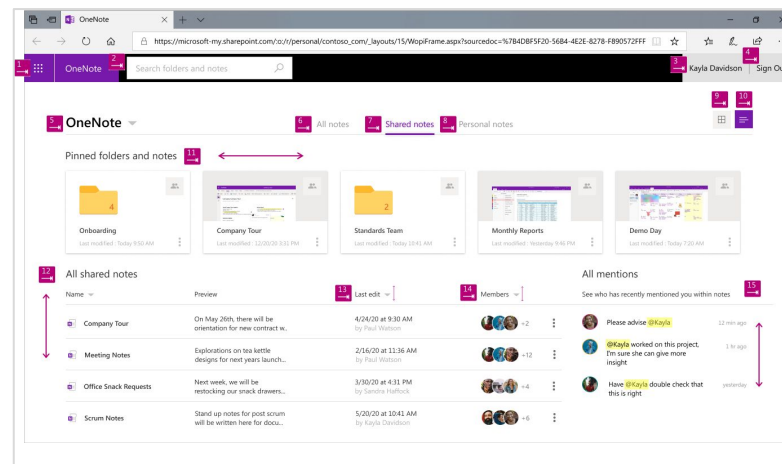 OneNote
https://microsoft-my.sharepoint.com/:o:/r/personal/contoso_com/_layouts/15/WopiFrame.aspx?sourcedoc=%7B4DBF5F20-56B4-4E2E-8278-F890572FFF
1 OneNote 2 Search folders and notes 3 Kayla Davidson 4 Sign Ou
5 OneNote 6 All notes 7 Shared notes 8 Personal notes 9 10
Pinned folders and notes 11
4
2
Onboarding
Last modified : Today 9:50 AM
Company Tour
Last modified : 12/20/20 3:31 PM
Standards Team
Last modified : Today 10:41 AM
Monthly Reports
Last modified : Yesterday 9:46 PM
Demo Day
Last modified : Today 7:20 AM
12 All shared notes
Name Preview 13 Last edit 14 Members
Company Tour
On May 26th, there will be
orientation for new contract w..
4/24/20 at 9:30 AM
by Paul Watson
+2
Meeting Notes
Explorations on tea kettle
designs for next years launch...
2/16/20 at 11:36 AM
by Paul Watson
+12
Office Snack Requests
Next week, we will be
restocking our snack drawers...
3/30/20 at 4:31 PM
by Sandra Haffock
+4
Scrum Notes
Stand up notes for post scrum
will be written here for docu...
5/20/20 at 10:41 AM
by Kayla Davidson
+6
All mentions
See who has recently mentioned you within notes 15
Please advise @Kayla 12 min ago
@Kayla worked on this project, 1 hr ago
I'm sure she can give more
insight
Have @Kayla double check that yesterday
this is right